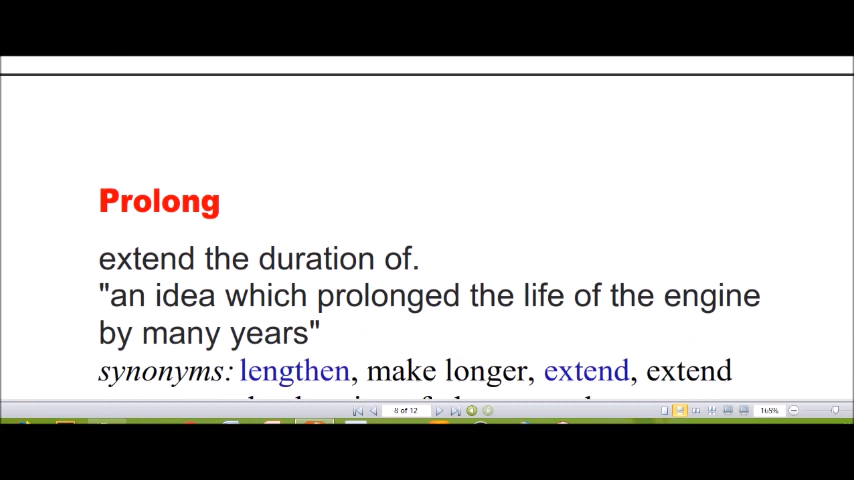 Prolong
extend the duration of.
"an idea which prolonged the life of the engine
by many years"
synonyms: lengthen, make longer, extend, extend
8 of 12
168%